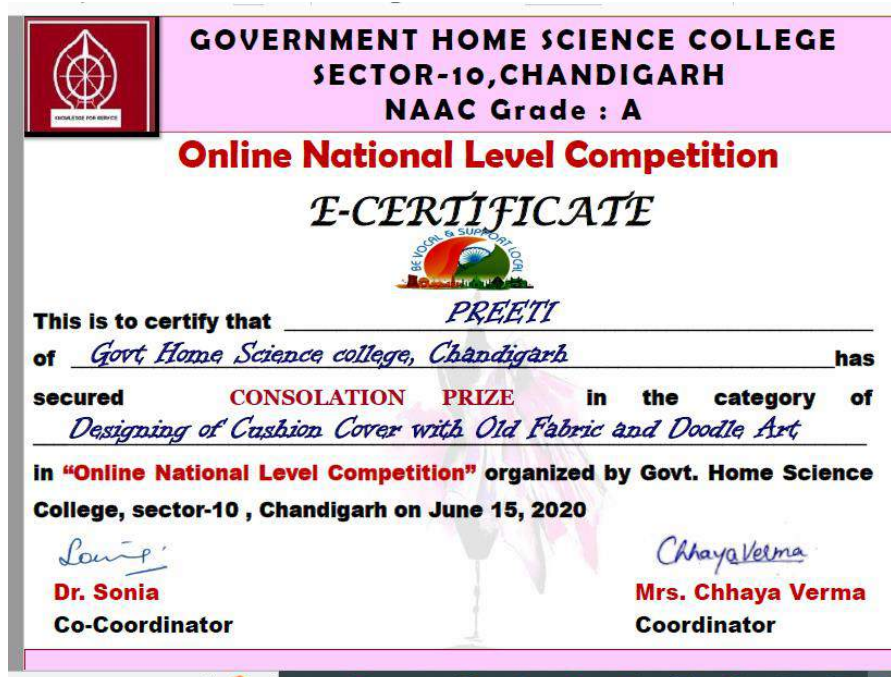 GOVERNMENT HOME SCIENCE COLLEGE
SECTOR-10,CHANDIGARH
NAAC Grade : A
KNOWLEDGE FOR SERVICE
Online National Level Competition
E-CERTIFICATE
BE VOCAL & SUPPORT LOCAL
This is to certify that PREETI
of Govt Home Science college, Chandigarh has
secured CONSOLATION PRIZE in the category of
Designing of Cushion Cover with Old Fabric and Doodle Art
in “Online National Level Competition” organized by Govt. Home Science
College, sector-10 , Chandigarh on June 15, 2020
Chhaya Verma
Dr. Sonia Mrs. Chhaya Verma
Co-Coordinator Coordinator